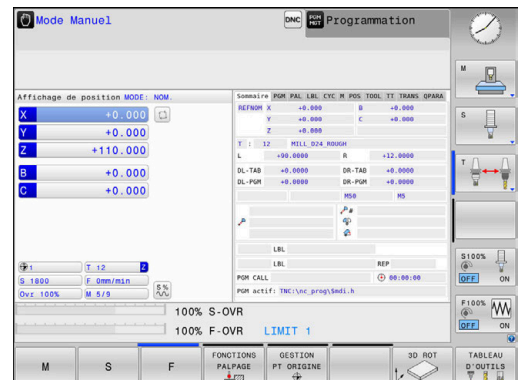 Mode Manuel
DNC
PGM MGT
Programmation
Affichage de position MODE: NOM.
X +0.000
Y +0.000
Z +110.000
B +0.000
C +0.000
1 T 12 Z
S 1800 F 0mm/min
Ovr 100% M 5/9
S %
Sommaire PGM PAL LBL CYC M POS TOOL TT TRANS QPARA
REFNOM X +0.000 B +0.000
Y +0.000 C +0.000
Z +0.000
T : 12 MILL_D24_ROUGH
L +90.0000 R +12.0000
DL-TAB +0.0000 DR-TAB +0.0000
DL-PGM +0.0000 DR-PGM +0.0000
M50 M5
P#
P
LBL
LBL REP
PGM CALL 00:00:00
PGM actif: TNC:\nc_prog\$mdi.h
100% S-OVR
100% F-OVR LIMIT 1
M
S
T
S100%
OFF ON
F100%
OFF ON
M
S
F
FONCTIONS PALPAGE
GESTION PT ORIGINE
3D ROT
TABLEAU D'OUTILS